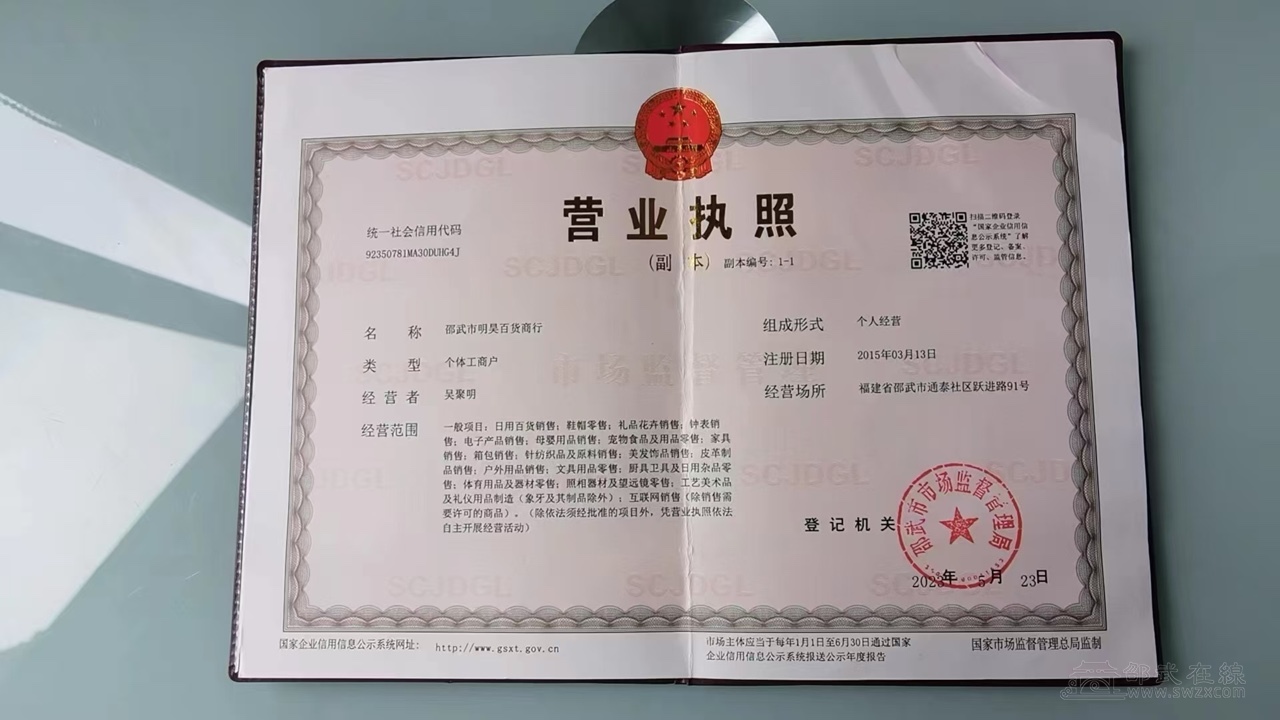 营业执照
(副 本) 副本编号：1-1
统一社会信用代码
92350781MA30DUHG4J
扫描二维码登录
“国家企业信用信
息公示系统”了解
更多登记、备案、
许可、监管信息。
名 称 邵武市明昊百货商行
类 型 个体工商户
经营者 吴聚明
经营范围 一般项目：日用百货销售；鞋帽零售；礼品花卉销售；钟表销
售；电子产品销售；母婴用品销售；宠物食品及用品零售；家具
销售；箱包销售；针纺织品及原料销售；美发饰品销售；皮革制
品销售；户外用品销售；文具用品零售；厨具卫具及日用杂品零
售；体育用品及器材零售；照相器材及望远镜零售；工艺美术品
及礼仪用品制造（象牙及其制品除外）；互联网销售（除销售需
要许可的商品）。（除依法须经批准的项目外，凭营业执照依法
自主开展经营活动）
组成形式 个人经营
注册日期 2015年03月13日
经营场所 福建省邵武市通泰社区跃进路91号
登记机关
邵武市市场监督管理局
2023年 5月 23日
SCJDGL
市场监督管理
国家企业信用信息公示系统网址： http://www.gsxt.gov.cn
市场主体应当于每年1月1日至6月30日通过国家
企业信用信息公示系统报送公示年度报告
国家市场监督管理总局监制
邵武在線
www.swzx.com